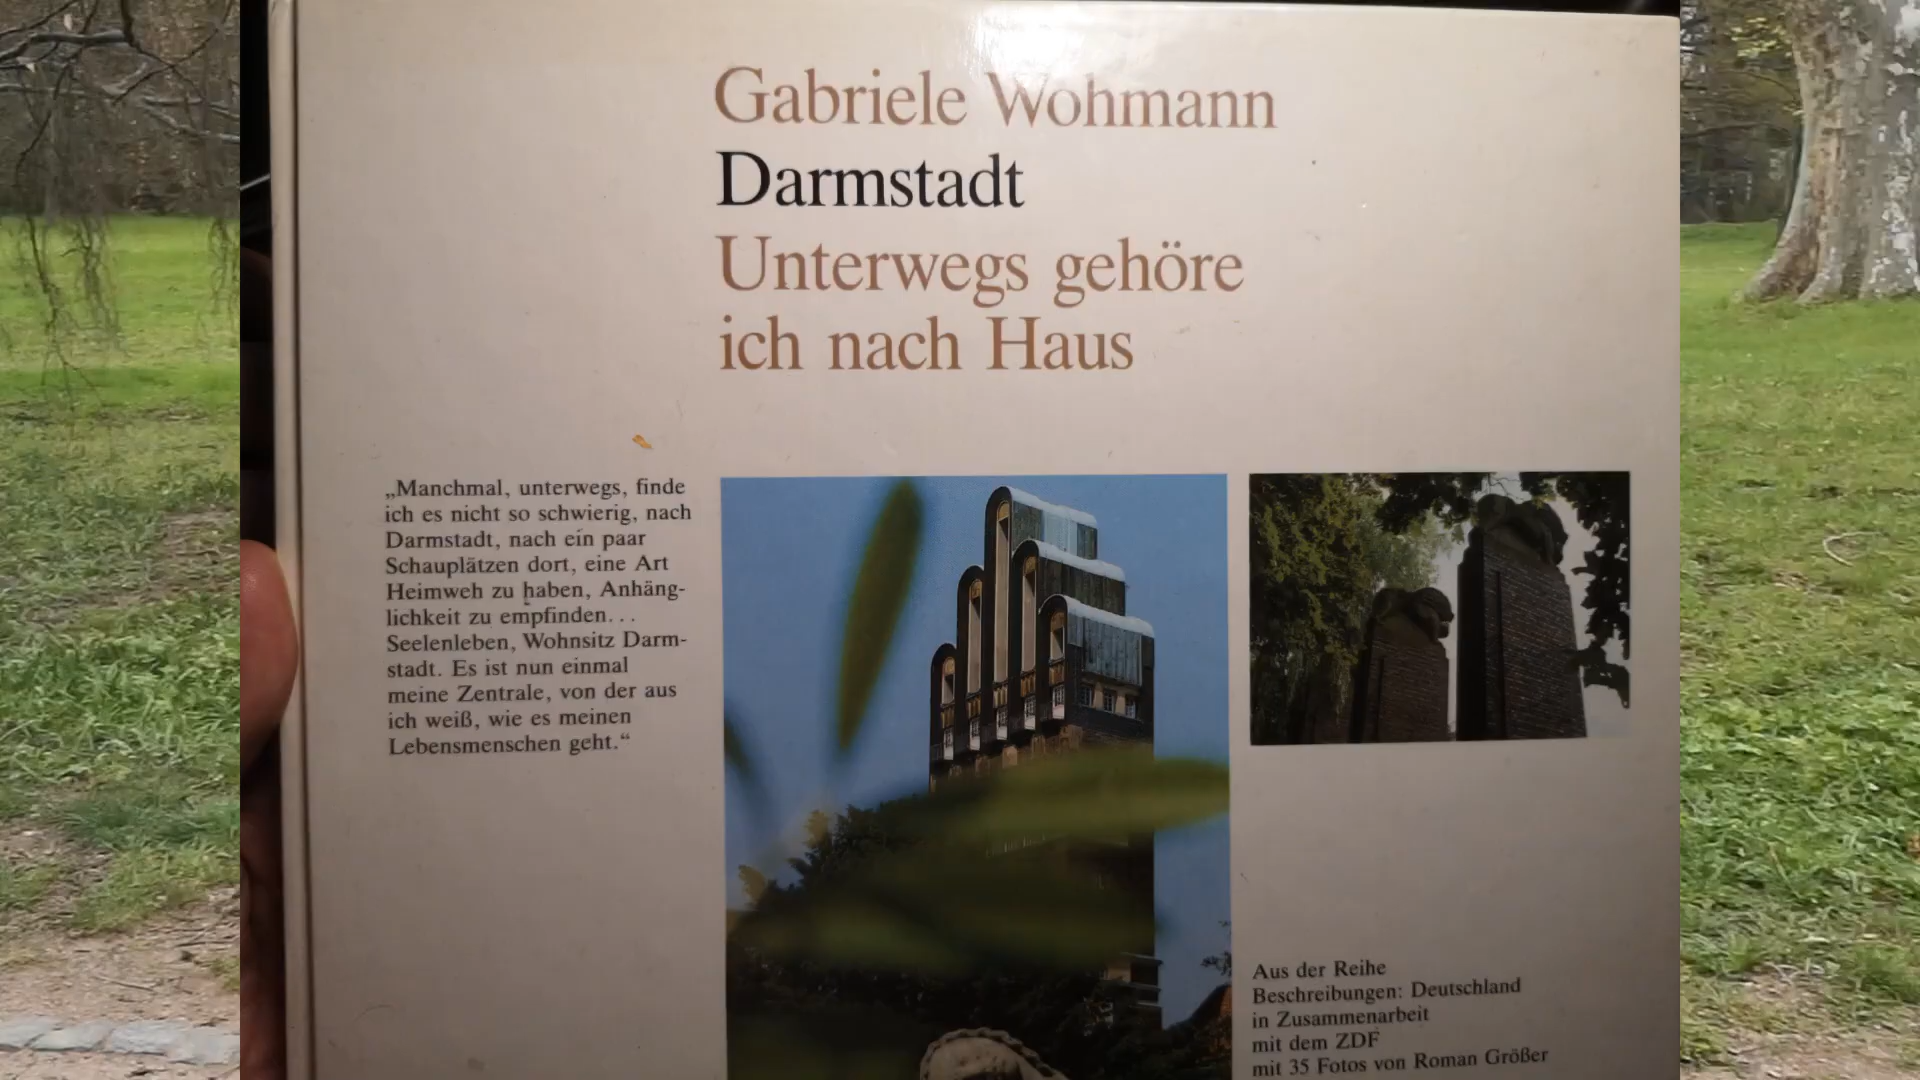 Gabriele Wohmann
Darmstadt
Unterwegs gehöre
ich nach Haus
„Manchmal, unterwegs, finde
ich es nicht so schwierig, nach
Darmstadt, nach ein paar
Schauplätzen dort, eine Art
Heimweh zu haben, Anhäng-
lichkeit zu empfinden...
Seelenleben, Wohnsitz Darm-
stadt. Es ist nun einmal
meine Zentrale, von der aus
ich weiß, wie es meinen
Lebensmenschen geht.“
Aus der Reihe
Beschreibungen: Deutschland
in Zusammenarbeit
mit dem ZDF
mit 35 Fotos von Roman Größer